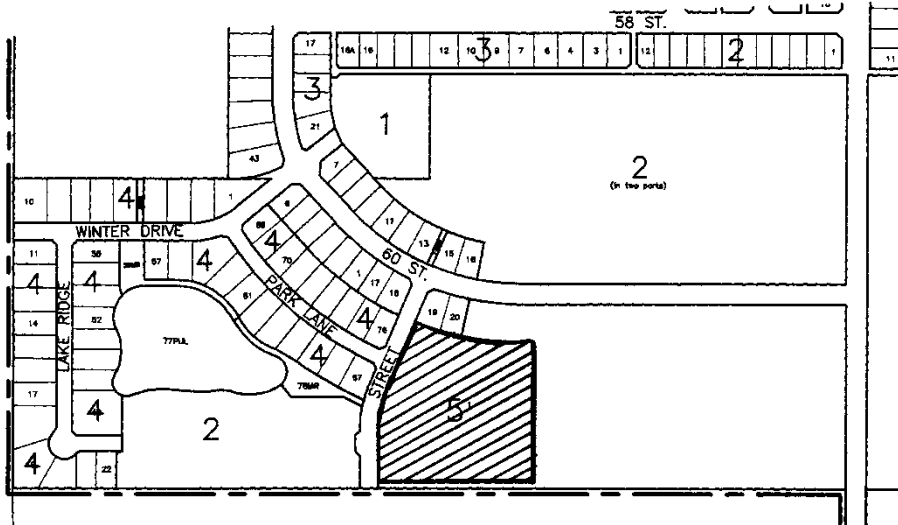 58 ST.
17
16A 16 12 10 9 7 6 4 3 1
3
12 2 1
11
3
1
21
2
(in two parts)
43
7
10 4 1
6
17
WINTER DRIVE
13 15 16
4
60 ST.
11
57 4
70
4 4
1 17 18
61
PARK LANE
19 20
LAKE RIDGE
14 52
4 76
77PUL
4
STREET
57
17
4
5
2
4
22